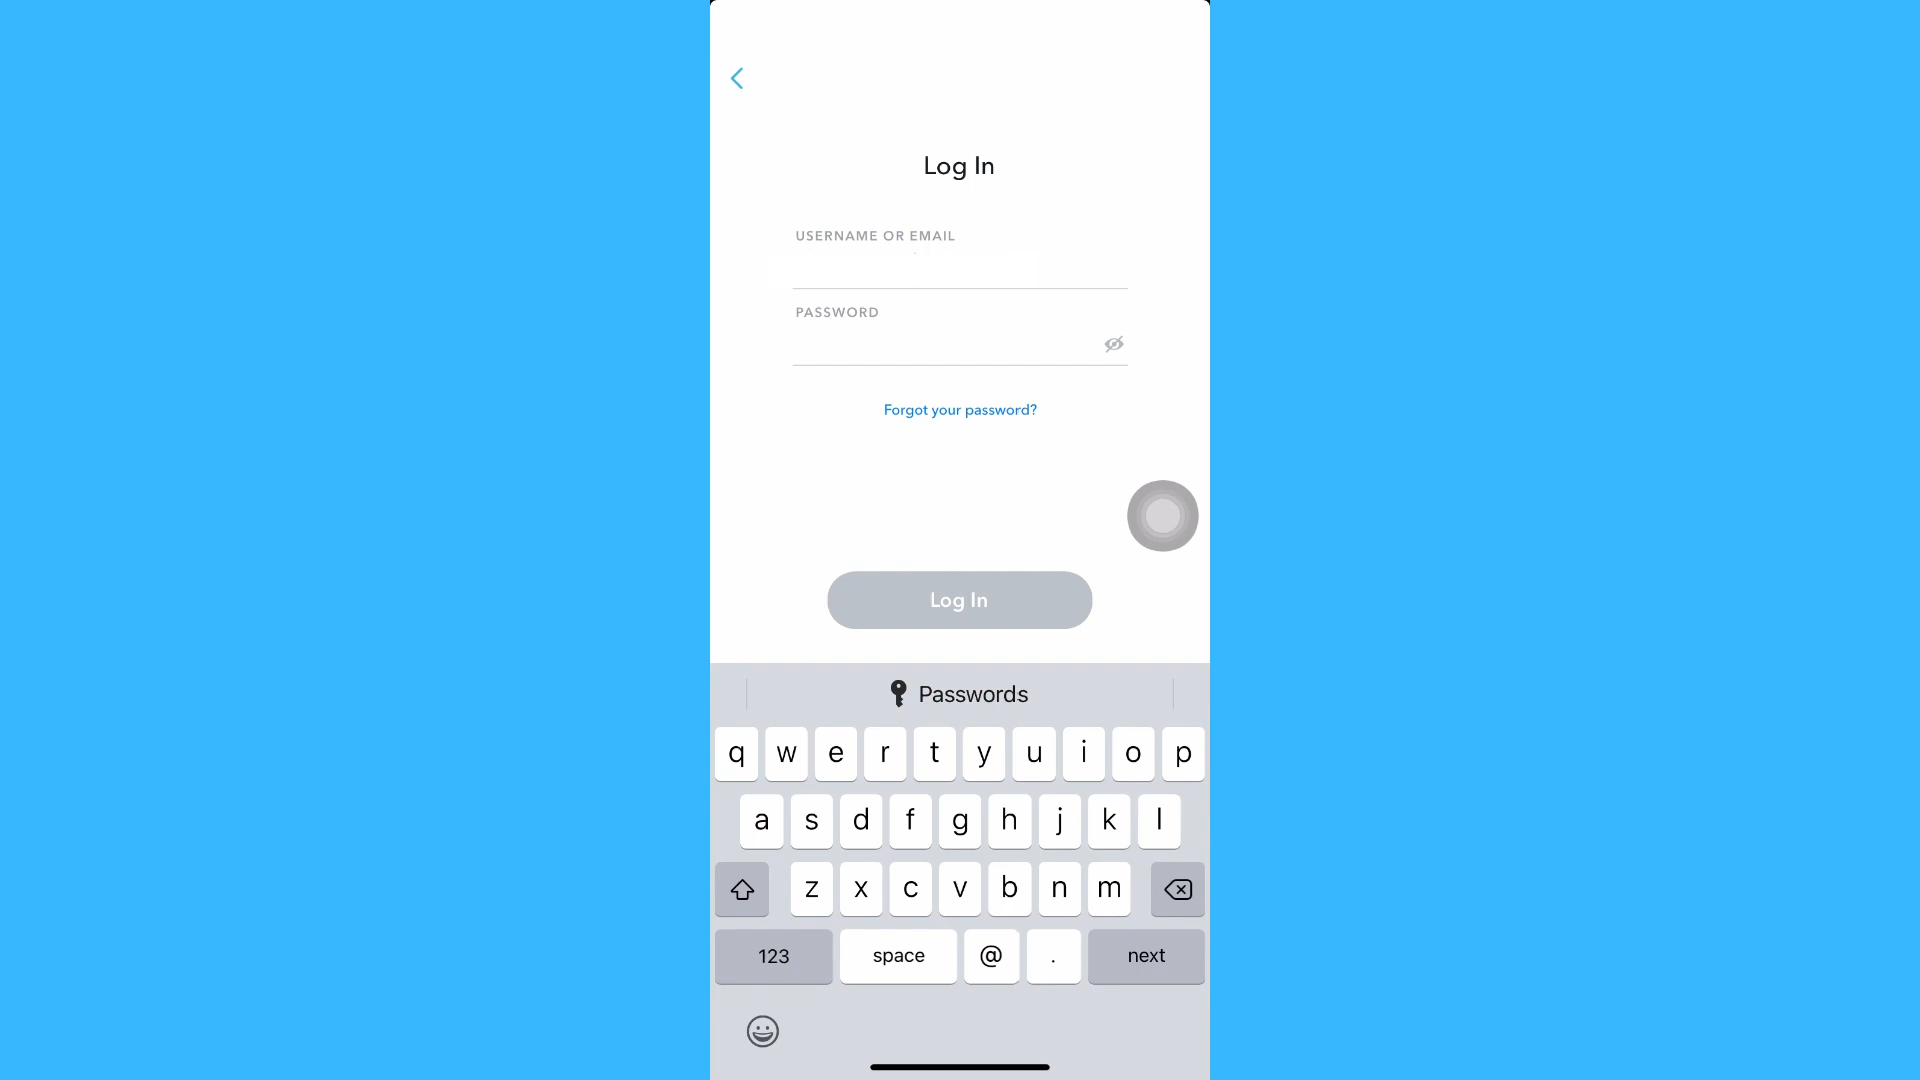 Log In
USERNAME OR EMAIL
PASSWORD
Forgot your password?
Log In
Passwords
q w e r t y u i o p
a s d f g h j k l
z x c v b n m
123 space @ . next